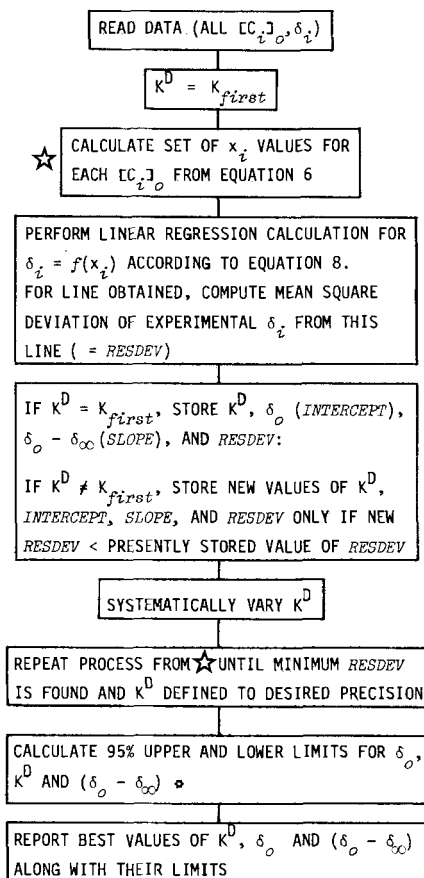 READ DATA (ALL [C_i]_o, δ_i)
K^D = K_first
CALCULATE SET OF x_i VALUES FOR
EACH [C_i]_o FROM EQUATION 6
PERFORM LINEAR REGRESSION CALCULATION FOR
δ_i = f(x_i) ACCORDING TO EQUATION 8.
FOR LINE OBTAINED, COMPUTE MEAN SQUARE
DEVIATION OF EXPERIMENTAL δ_i FROM THIS
LINE ( = RESDEV)
IF K^D = K_first, STORE K^D, δ_o (INTERCEPT),
δ_o - δ_∞ (SLOPE), AND RESDEV:
IF K^D ≠ K_first, STORE NEW VALUES OF K^D,
INTERCEPT, SLOPE, AND RESDEV ONLY IF NEW
RESDEV < PRESENTLY STORED VALUE OF RESDEV
SYSTEMATICALLY VARY K^D
REPEAT PROCESS FROM ☆ UNTIL MINIMUM RESDEV
IS FOUND AND K^D DEFINED TO DESIRED PRECISION
CALCULATE 95% UPPER AND LOWER LIMITS FOR δ_o,
K^D AND (δ_o - δ_∞)
REPORT BEST VALUES OF K^D, δ_o AND (δ_o - δ_∞)
ALONG WITH THEIR LIMITS